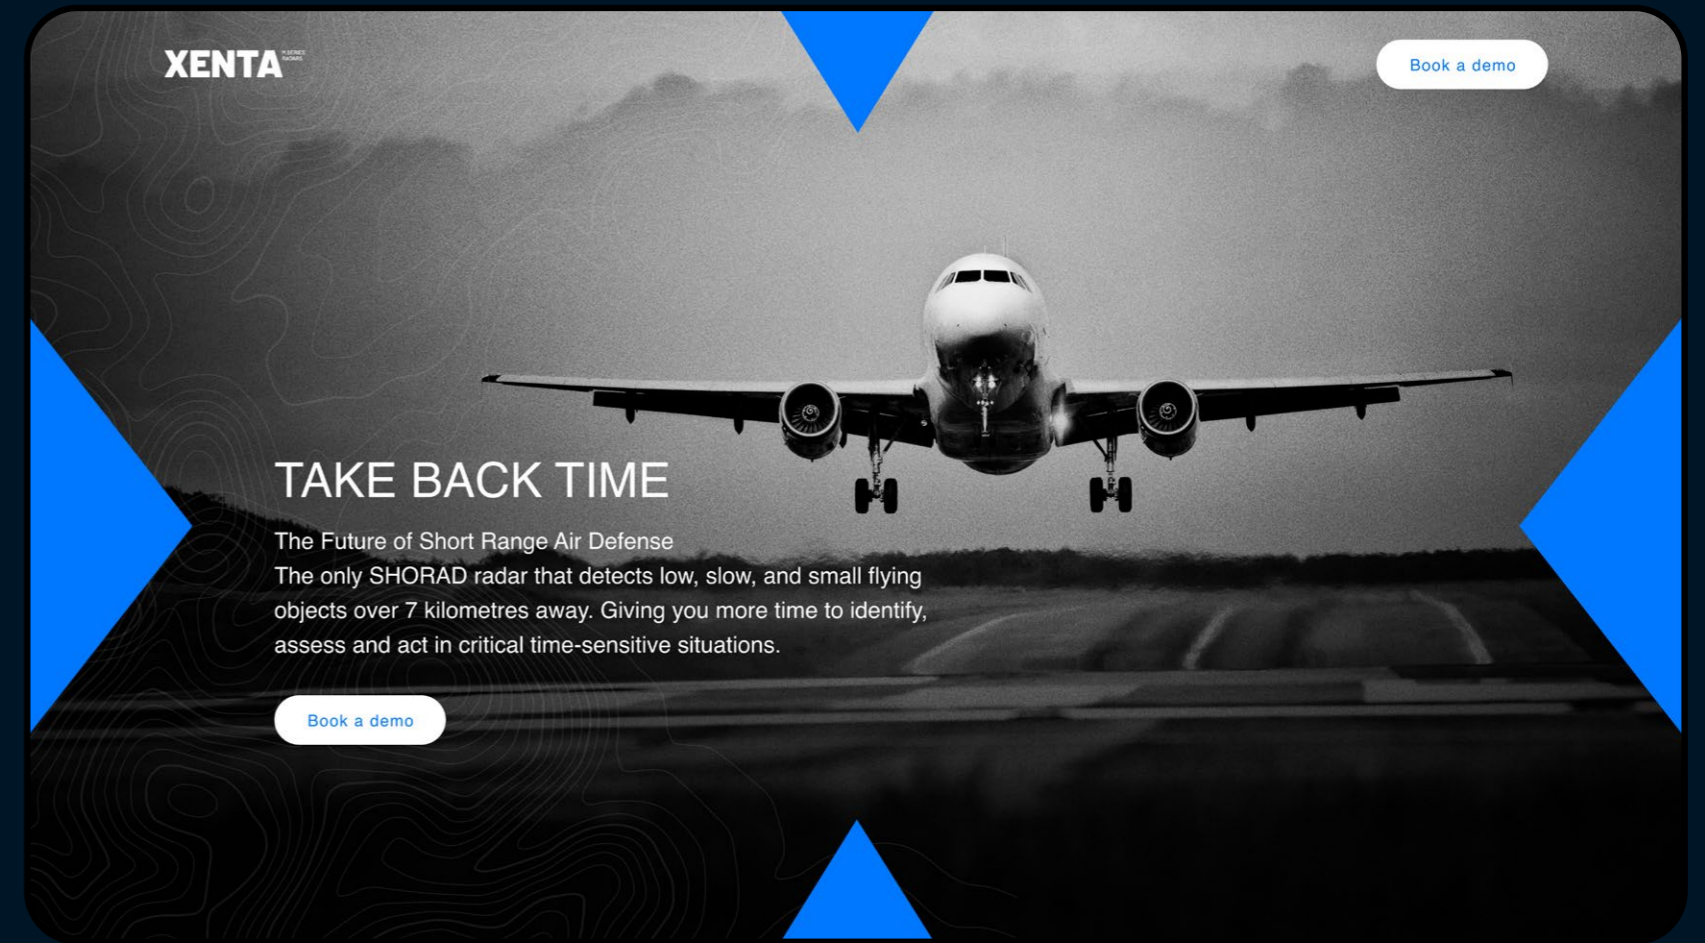 XENTA
M SERIES
RADARS
Book a demo
TAKE BACK TIME
The Future of Short Range Air Defense
The only SHORAD radar that detects low, slow, and small flying
objects over 7 kilometres away. Giving you more time to identify,
assess and act in critical time-sensitive situations.
Book a demo